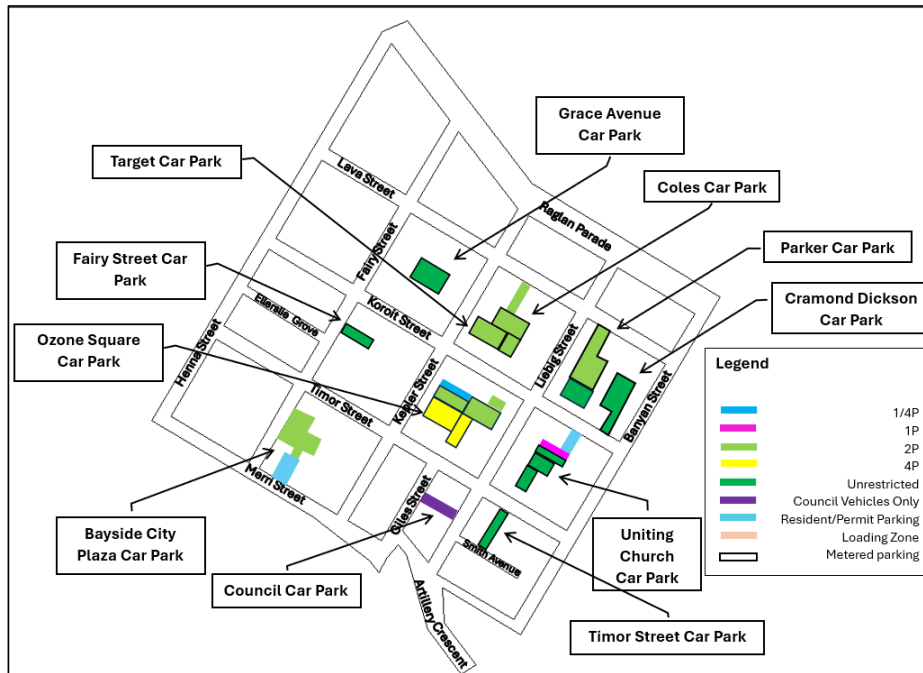 Grace Avenue
Car Park
Target Car Park
Coles Car Park
Lava Street
Raglan Parade
Parker Car Park
Fairy Street
Fairy Street Car
Park
Cramond Dickson
Car Park
Ellerslie Grove
Koroit Street
Ozone Square
Car Park
Henna Street
Liebig Street
Banyan Street
Kepler Street
Timor Street
Legend
1/4P
1P
2P
4P
Unrestricted
Council Vehicles Only
Resident/Permit Parking
Loading Zone
Metered parking
Merri Street
Giles Street
Bayside City
Plaza Car Park
Uniting
Church
Car Park
Smith Avenue
Council Car Park
Artillery Crescent
Timor Street Car Park